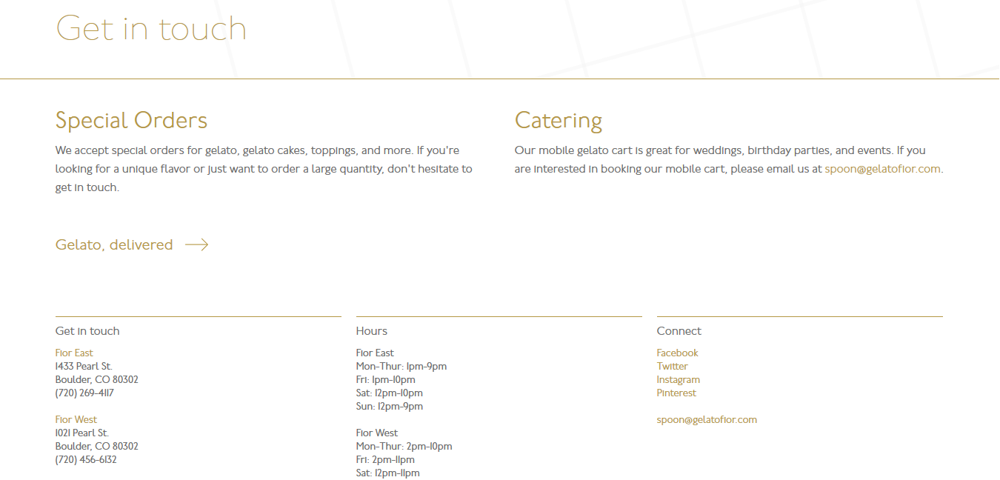 Get in touch
Special Orders
We accept special orders for gelato, gelato cakes, toppings, and more. If you're
looking for a unique flavor or just want to order a large quantity, don't hesitate to
get in touch.
Gelato, delivered
Catering
Our mobile gelato cart is great for weddings, birthday parties, and events. If you
are interested in booking our mobile cart, please email us at spoon@gelatofior.com.
Get in touch
Fior East
1433 Pearl St.
Boulder, CO 80302
(720) 269-4117
Fior West
1021 Pearl St.
Boulder, CO 80302
(720) 456-6132
Hours
Fior East
Mon-Thur: 1pm-9pm
Fri: 1pm-10pm
Sat: 12pm-10pm
Sun: 12pm-9pm
Fior West
Mon-Thur: 2pm-10pm
Fri: 2pm-11pm
Sat: 12pm-11pm
Connect
Facebook
Twitter
Instagram
Pinterest
spoon@gelatofior.com